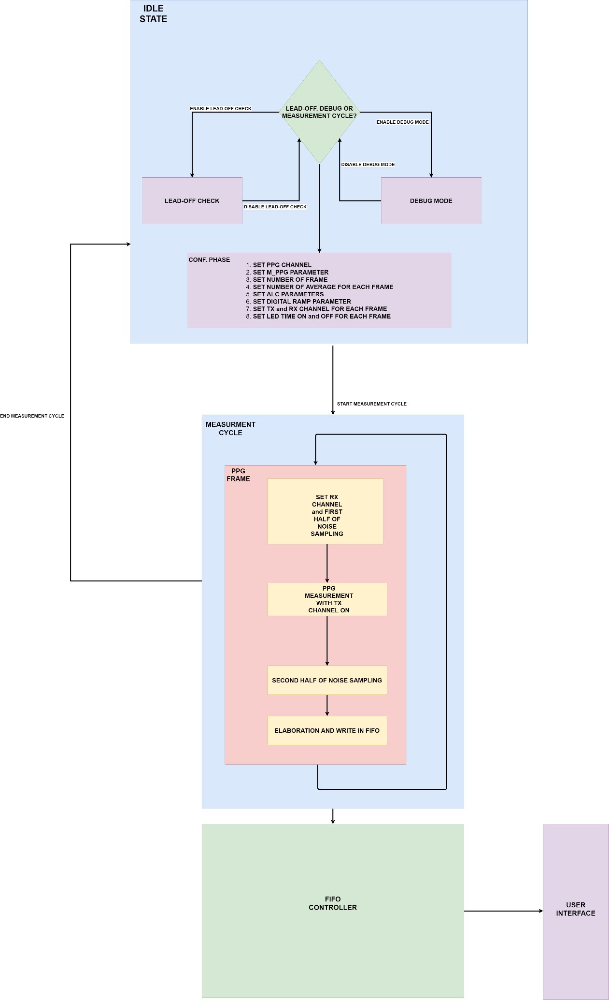 IDLE
STATE
LEAD-OFF, DEBUG OR
MEASUREMENT CYCLE?
ENABLE LEAD-OFF CHECK
ENABLE DEBUG MODE
DISABLE DEBUG MODE
LEAD-OFF CHECK
DEBUG MODE
DISABLE LEAD-OFF CHECK
CONF. PHASE
1. SET PPG CHANNEL
2. SET M_PPG PARAMETER
3. SET NUMBER OF FRAME
4. SET NUMBER OF AVERAGE FOR EACH FRAME
5. SET ALC PARAMETERS
6. SET DIGITAL RAMP PARAMETER
7. SET TX and RX CHANNEL FOR EACH FRAME
8. SET LED TIME ON and OFF FOR EACH FRAME
START MEASUREMENT CYCLE
END MEASUREMENT CYCLE
MEASURMENT
CYCLE
PPG
FRAME
SET RX
CHANNEL
and FIRST
HALF OF
NOISE
SAMPLING
PPG
MEASUREMENT
WITH TX
CHANNEL ON
SECOND HALF OF NOISE SAMPLING
ELABORATION AND WRITE IN FIFO
FIFO
CONTROLLER
USER
INTERFACE